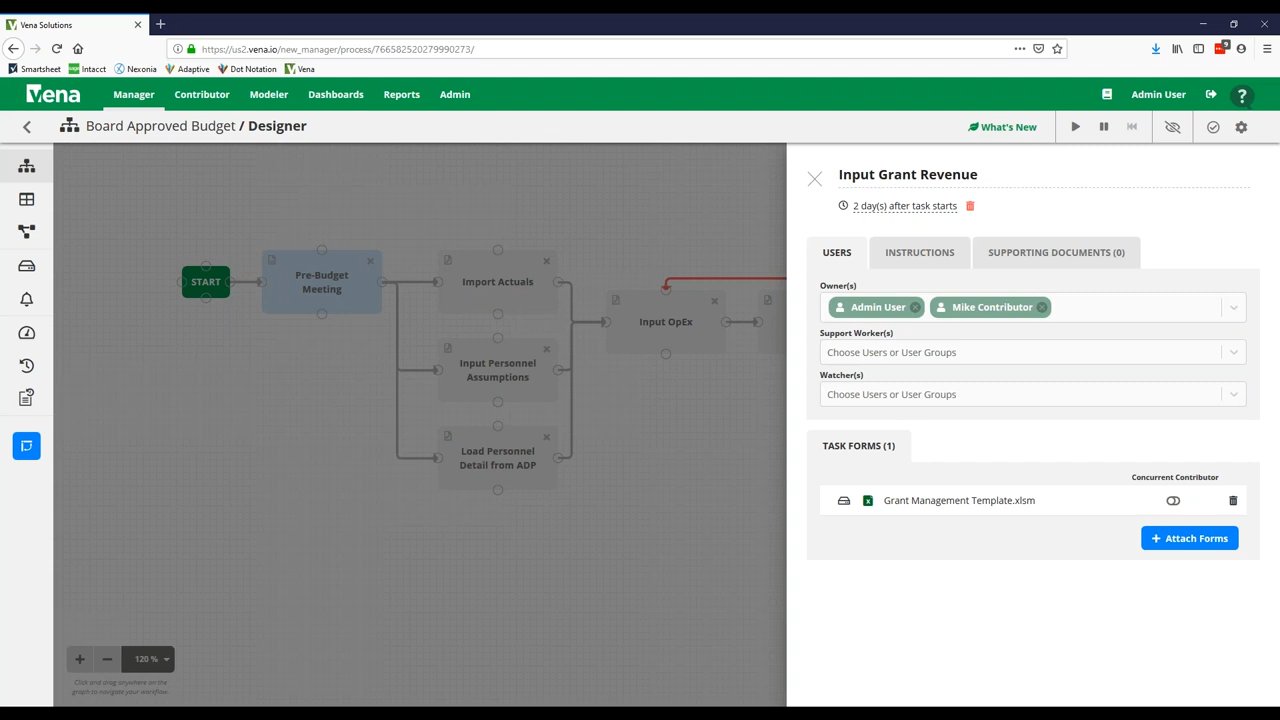 Vena Solutions
https://us2.vena.io/new_manager/process/766582520279990273/
9
Smartsheet Intacct Nexonia Adaptive Dot Notation Vena
Vena Manager Contributor Modeler Dashboards Reports Admin Admin User ?
Board Approved Budget / Designer What's New
Input Grant Revenue
2 day(s) after task starts
USERS INSTRUCTIONS SUPPORTING DOCUMENTS (0)
Owner(s)
Admin User Mike Contributor
Support Worker(s)
Choose Users or User Groups
Watcher(s)
Choose Users or User Groups
TASK FORMS (1)
Concurrent Contributor
Grant Management Template.xlsm
+ Attach Forms
START
Pre-Budget
Meeting
Import Actuals
Input OpEx
Input Personnel
Assumptions
Load Personnel
Detail from ADP
120 %
Click and drag anywhere on the
graph to navigate your workflow.